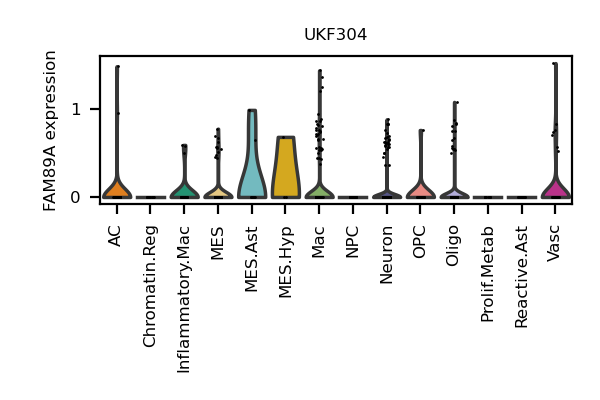 UKF304
FAM89A expression
1
0
AC
Chromatin.Reg
Inflammatory.Mac
MES
MES.Ast
MES.Hyp
Mac
NPC
Neuron
OPC
Oligo
Prolif.Metab
Reactive.Ast
Vasc